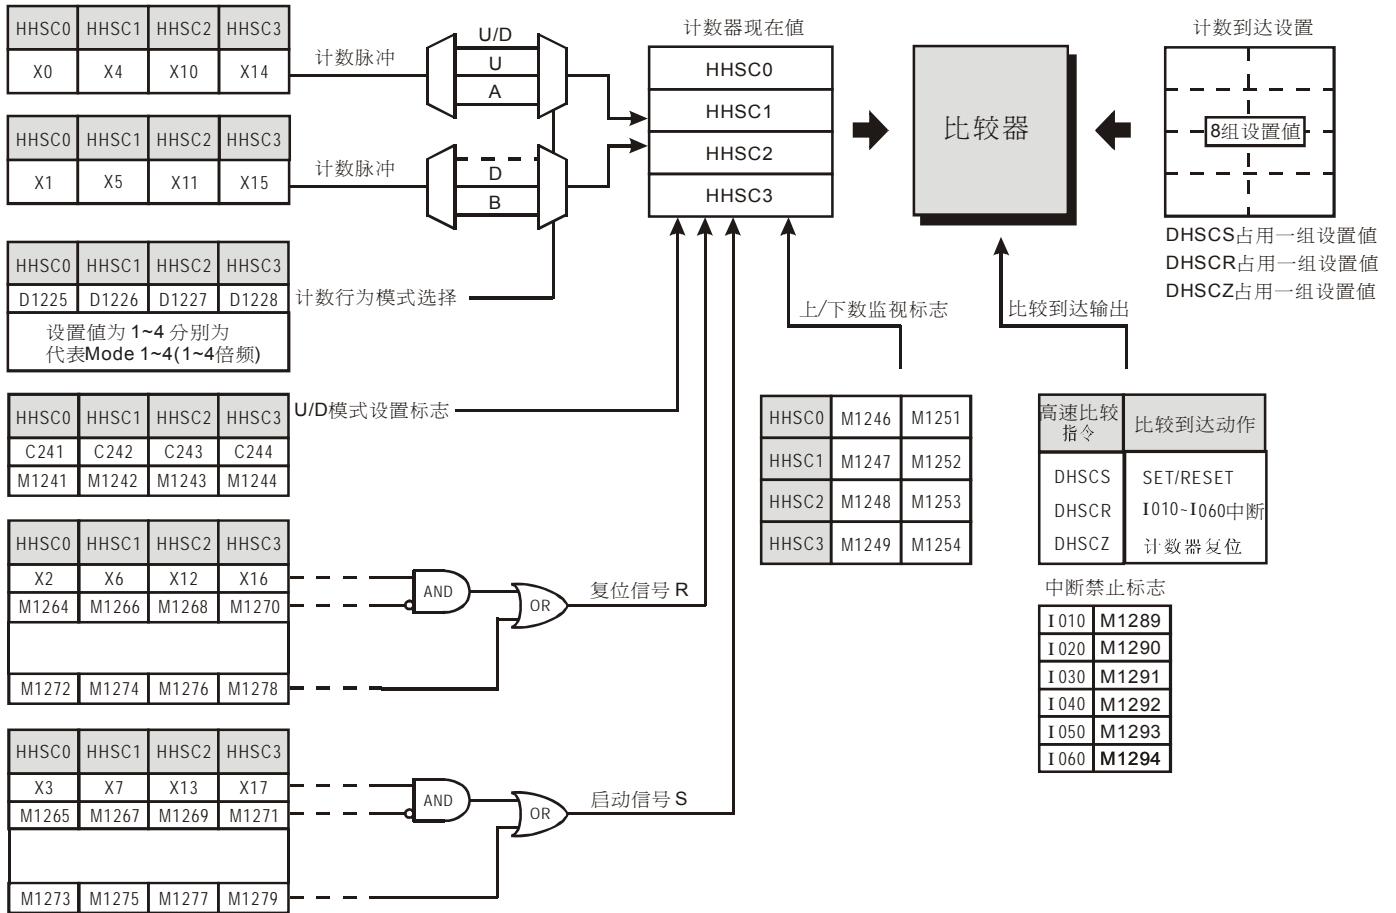 HHSC0 HHSC1 HHSC2 HHSC3
X0 X4 X10 X14
计数脉冲
U/D
U
A
HHSC0 HHSC1 HHSC2 HHSC3
X1 X5 X11 X15
计数脉冲
D
B
HHSC0 HHSC1 HHSC2 HHSC3
D1225 D1226 D1227 D1228
设置值为 1~4 分别为
代表Mode 1~4(1~4倍频)
计数行为模式选择
HHSC0 HHSC1 HHSC2 HHSC3
C241 C242 C243 C244
M1241 M1242 M1243 M1244
U/D模式设置标志
HHSC0 HHSC1 HHSC2 HHSC3
X2 X6 X12 X16
M1264 M1266 M1268 M1270
M1272 M1274 M1276 M1278
AND
OR
复位信号 R
HHSC0 HHSC1 HHSC2 HHSC3
X3 X7 X13 X17
M1265 M1267 M1269 M1271
M1273 M1275 M1277 M1279
AND
OR
启动信号 S
计数器现在值
HHSC0
HHSC1
HHSC2
HHSC3
比较器
计数到达设置
8组设置值
DHSCS占用一组设置值
DHSCR占用一组设置值
DHSCZ占用一组设置值
上/下数监视标志
HHSC0 M1246 M1251
HHSC1 M1247 M1252
HHSC2 M1248 M1253
HHSC3 M1249 M1254
比较到达输出
高速比较
指令
比较到达动作
DHSCS SET/RESET
DHSCR I010~I060中断
DHSCZ 计数器复位
中断禁止标志
I010 M1289
I020 M1290
I030 M1291
I040 M1292
I050 M1293
I060 M1294